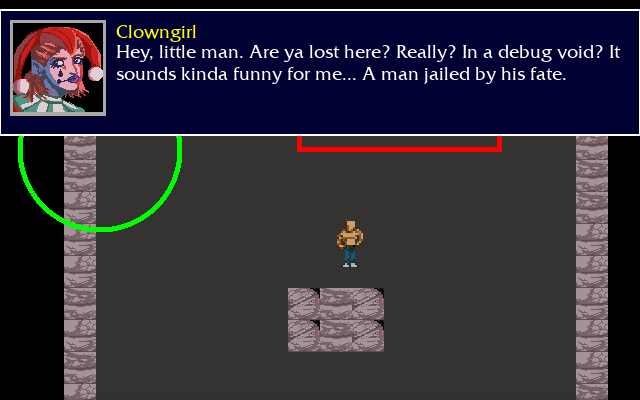 Clowngirl
Hey, little man. Are ya lost here? Really? In a debug void? It
sounds kinda funny for me... A man jailed by his fate.